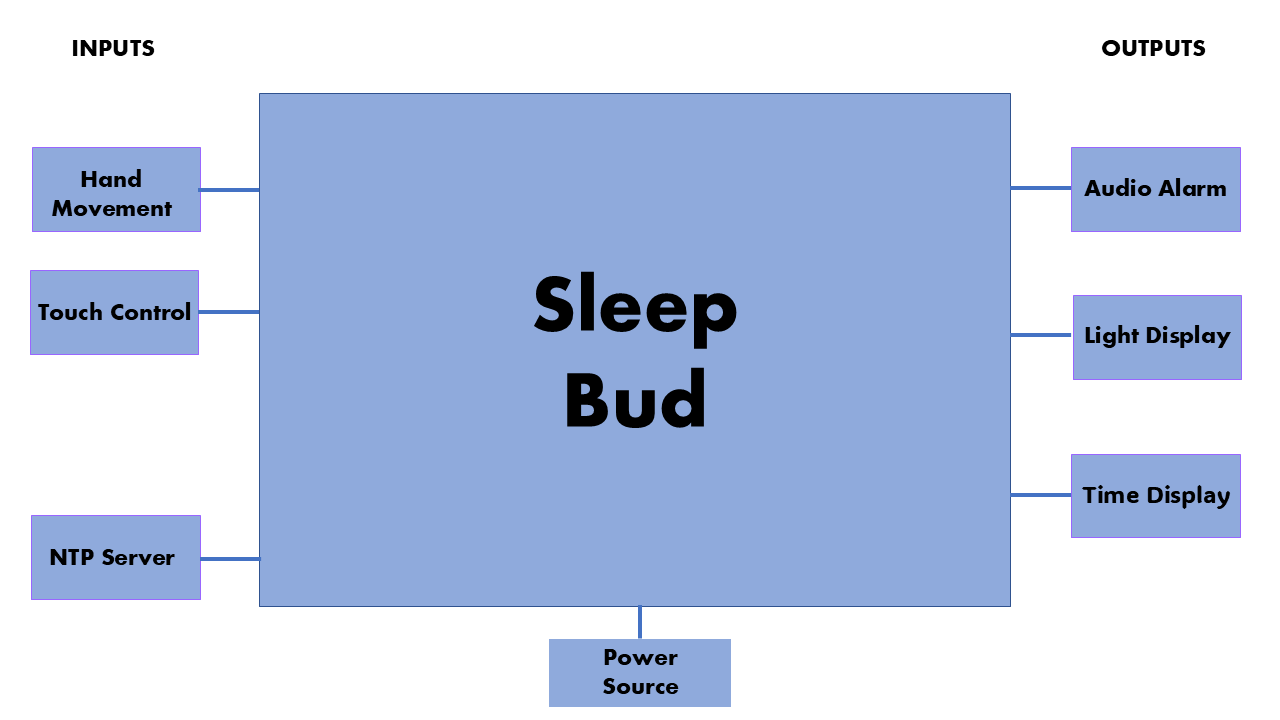 INPUTS
OUTPUTS
Hand
Movement
Touch Control
NTP Server
Sleep
Bud
Audio Alarm
Light Display
Time Display
Power
Source